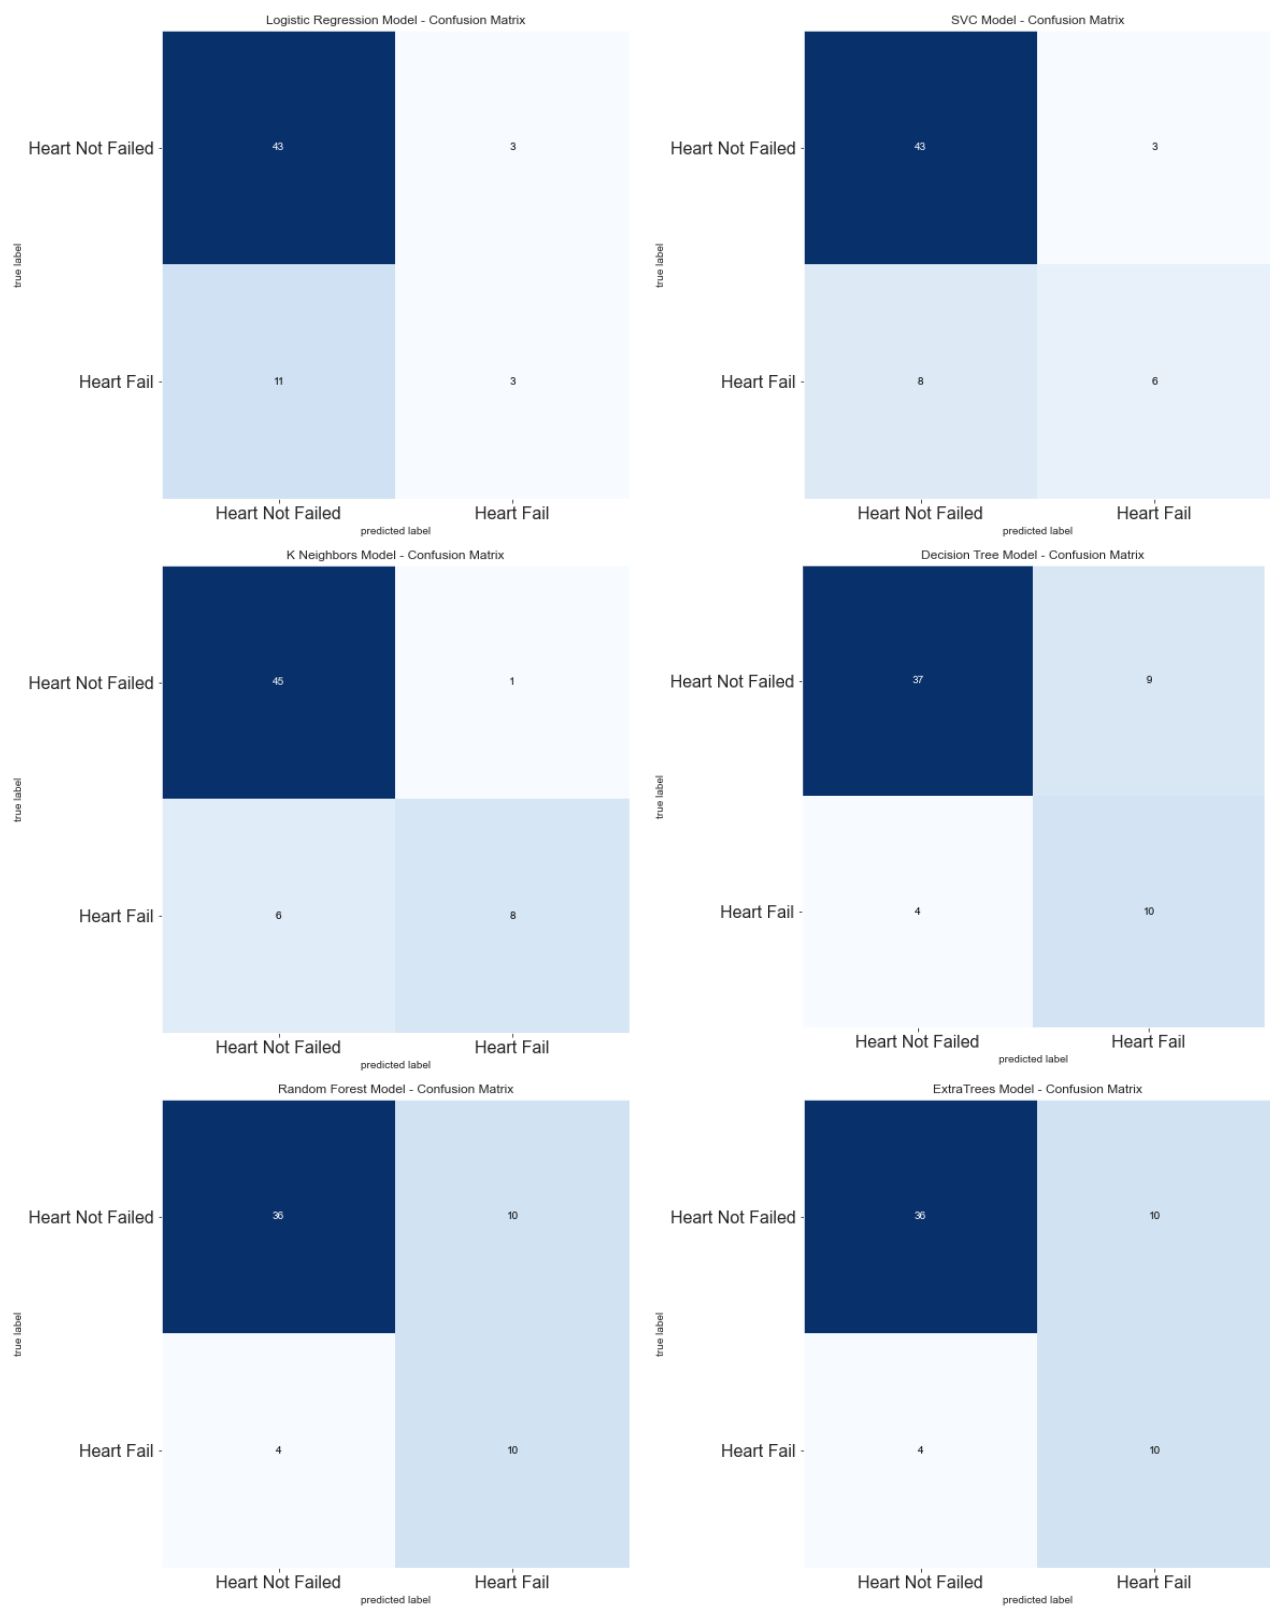 Logistic Regression Model - Confusion Matrix
Heart Not Failed
43
3
true label
Heart Fail
11
3
Heart Not Failed
Heart Fail
predicted label
SVC Model - Confusion Matrix
Heart Not Failed
43
3
true label
Heart Fail
8
6
Heart Not Failed
Heart Fail
predicted label
K Neighbors Model - Confusion Matrix
Heart Not Failed
45
1
true label
Heart Fail
6
8
Heart Not Failed
Heart Fail
predicted label
Decision Tree Model - Confusion Matrix
Heart Not Failed
37
9
true label
Heart Fail
4
10
Heart Not Failed
Heart Fail
predicted label
Random Forest Model - Confusion Matrix
Heart Not Failed
36
10
true label
Heart Fail
4
10
Heart Not Failed
Heart Fail
predicted label
ExtraTrees Model - Confusion Matrix
Heart Not Failed
36
10
true label
Heart Fail
4
10
Heart Not Failed
Heart Fail
predicted label